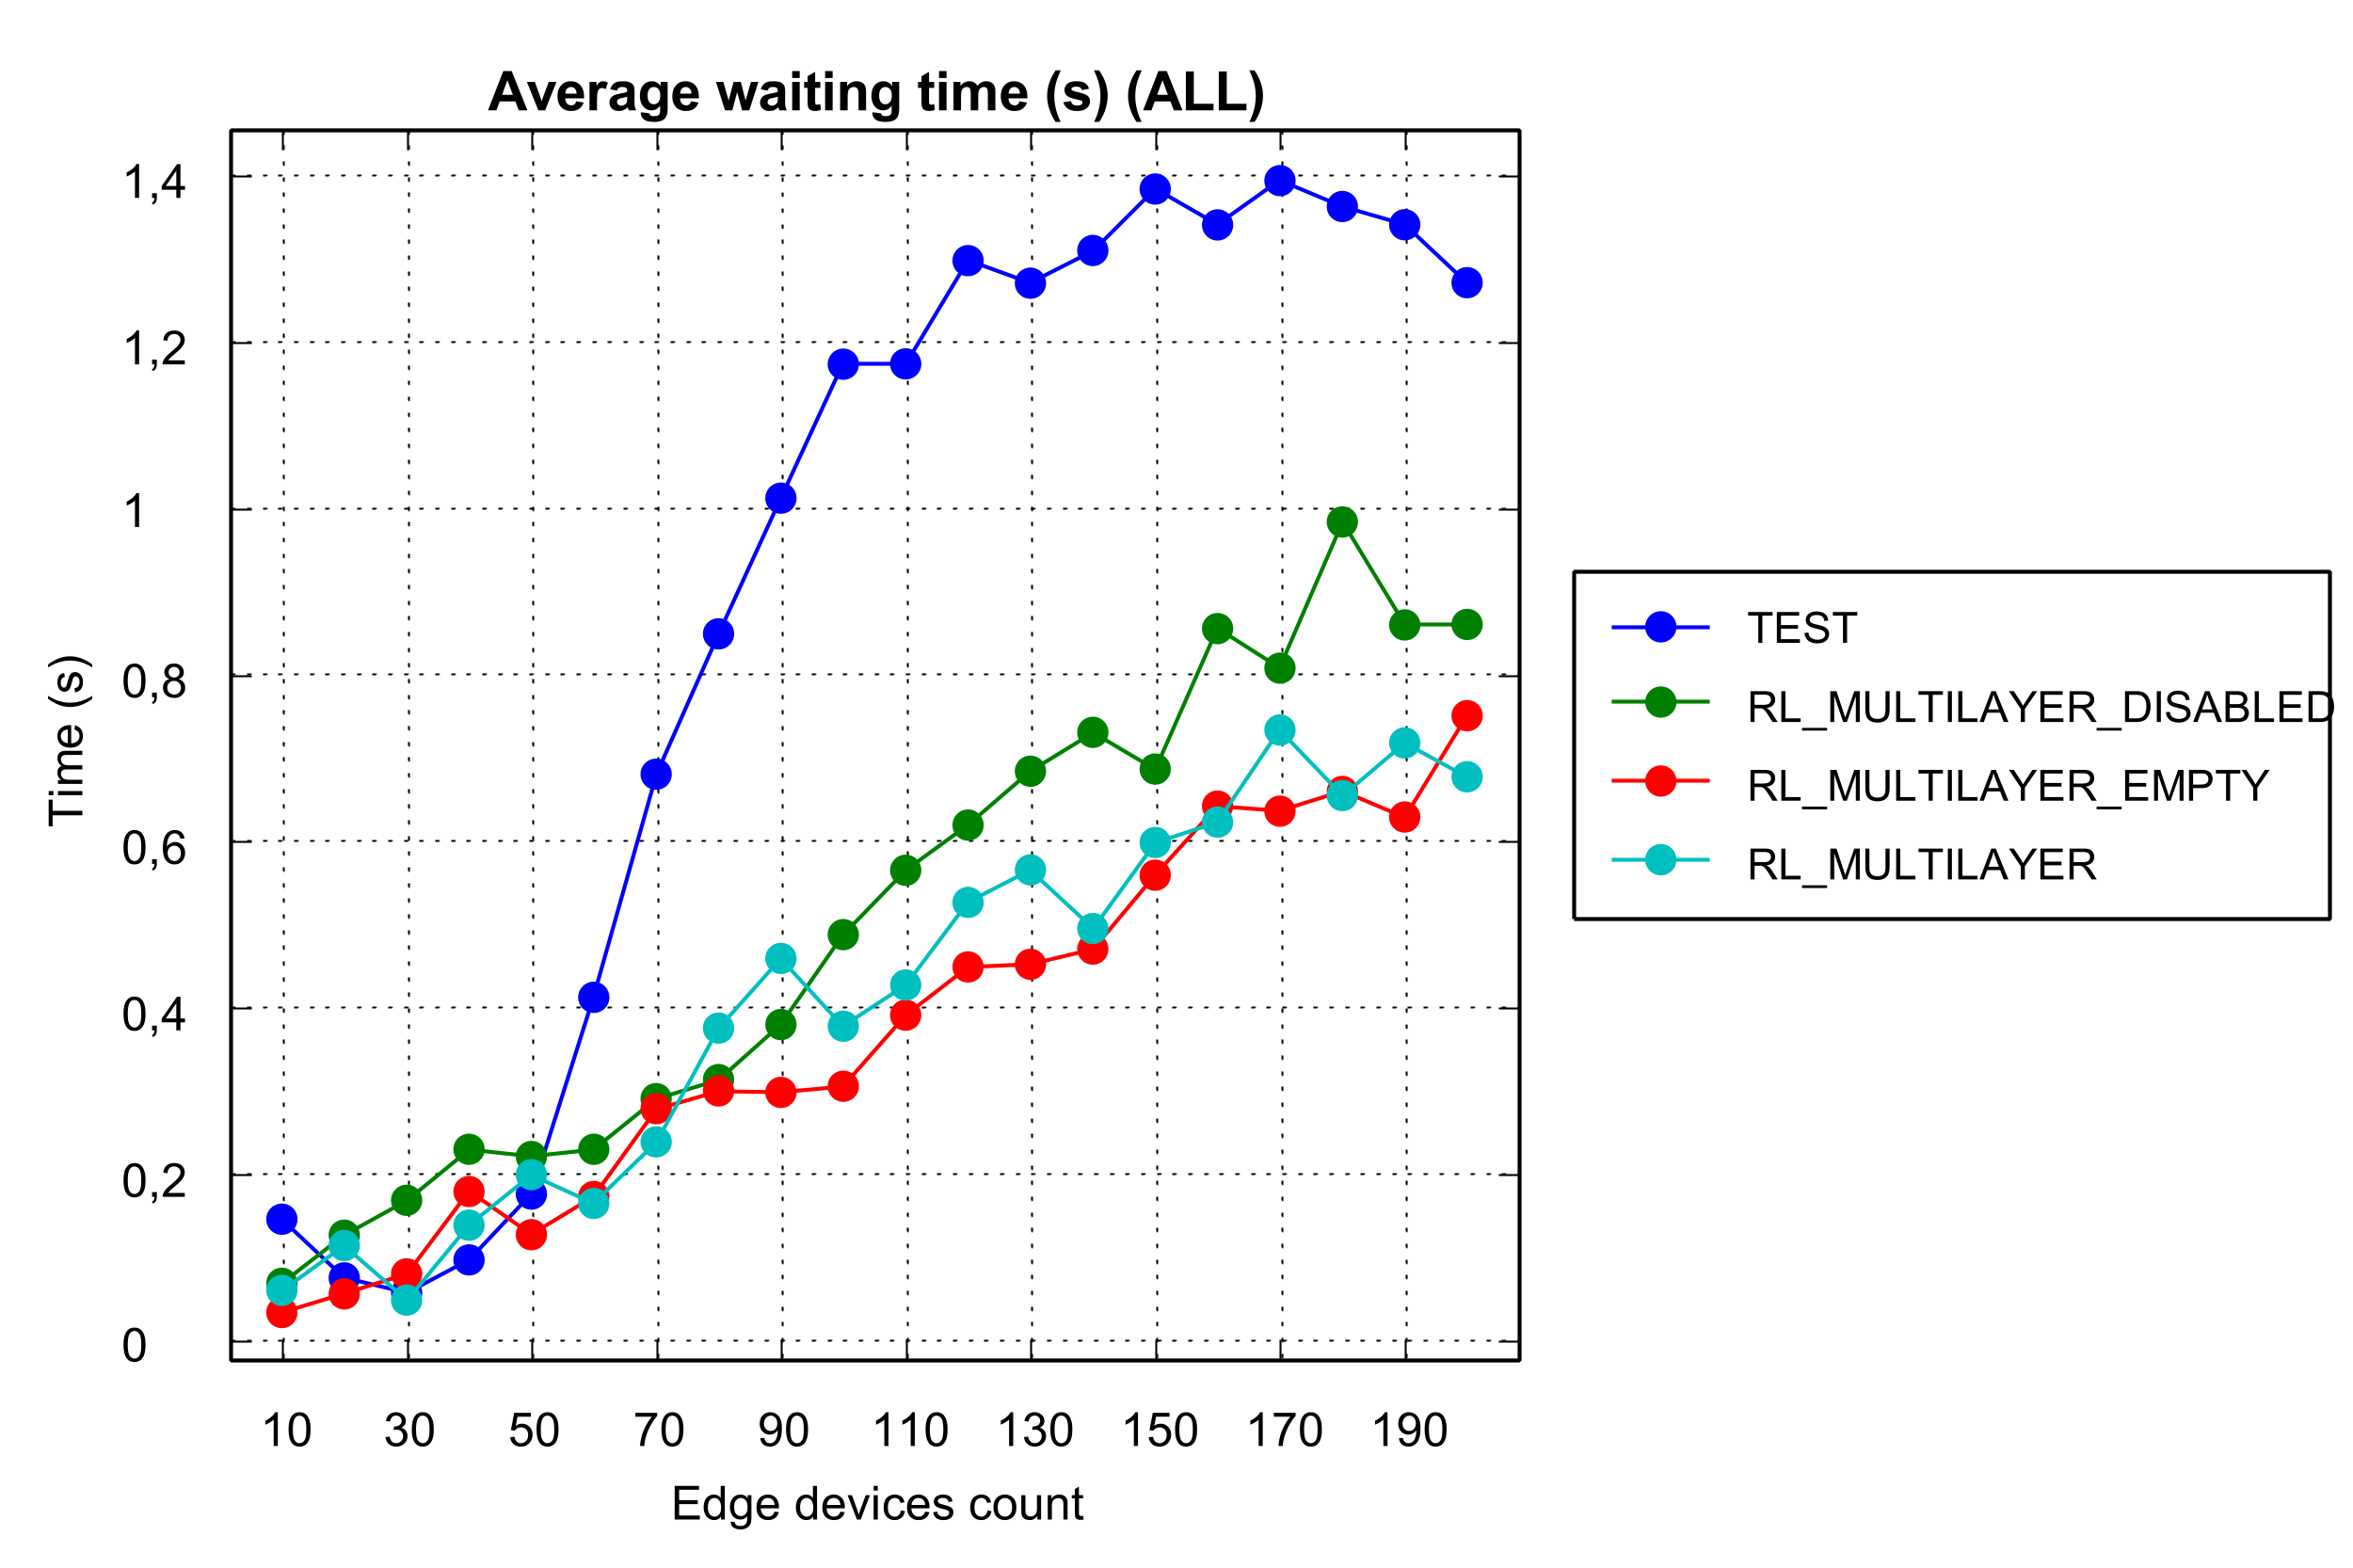 Average waiting time (s) (ALL)
1,4
1,2
1
0,8
0,6
0,4
0,2
0
Time (s)
10 30 50 70 90 110 130 150 170 190
Edge devices count
TEST
RL_MULTILAYER_DISABLED
RL_MULTILAYER_EMPTY
RL_MULTILAYER